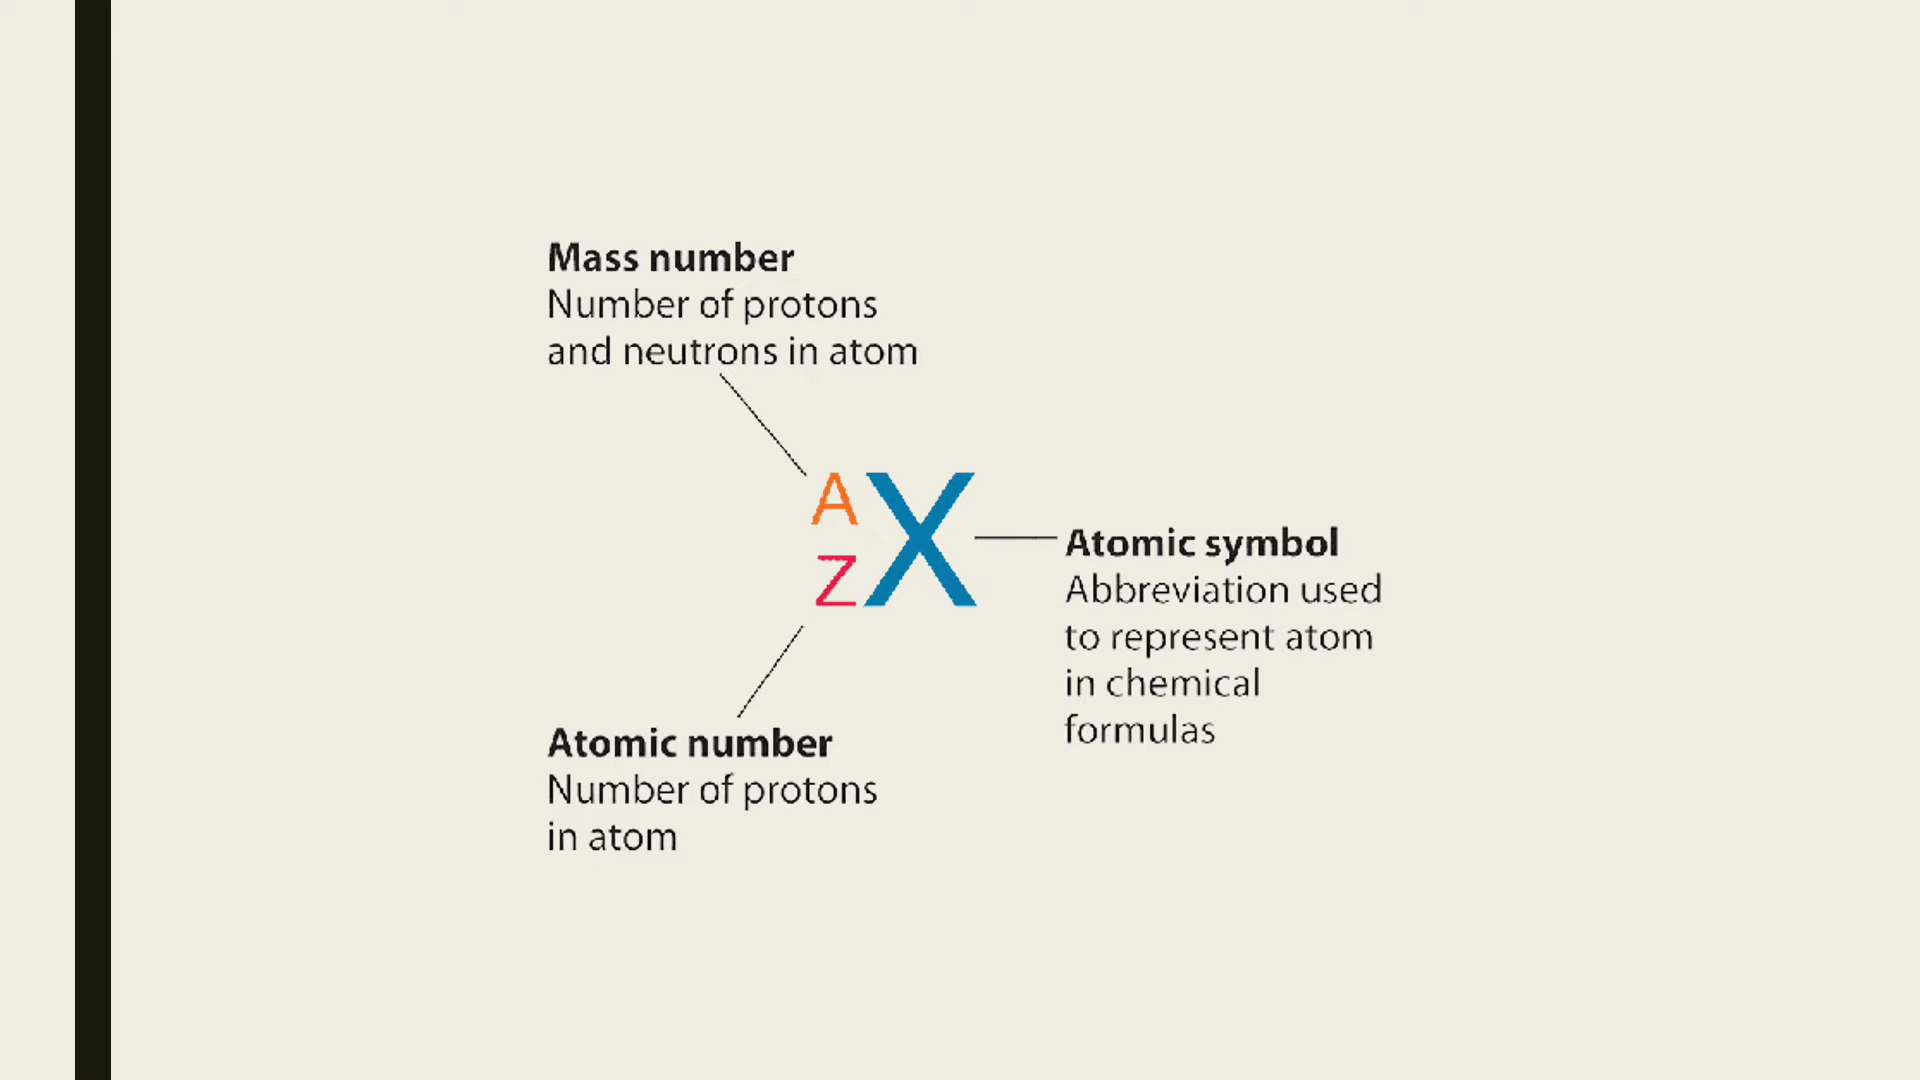 Mass number
Number of protons
and neutrons in atom
A
Z
X
Atomic symbol
Abbreviation used
to represent atom
in chemical
formulas
Atomic number
Number of protons
in atom